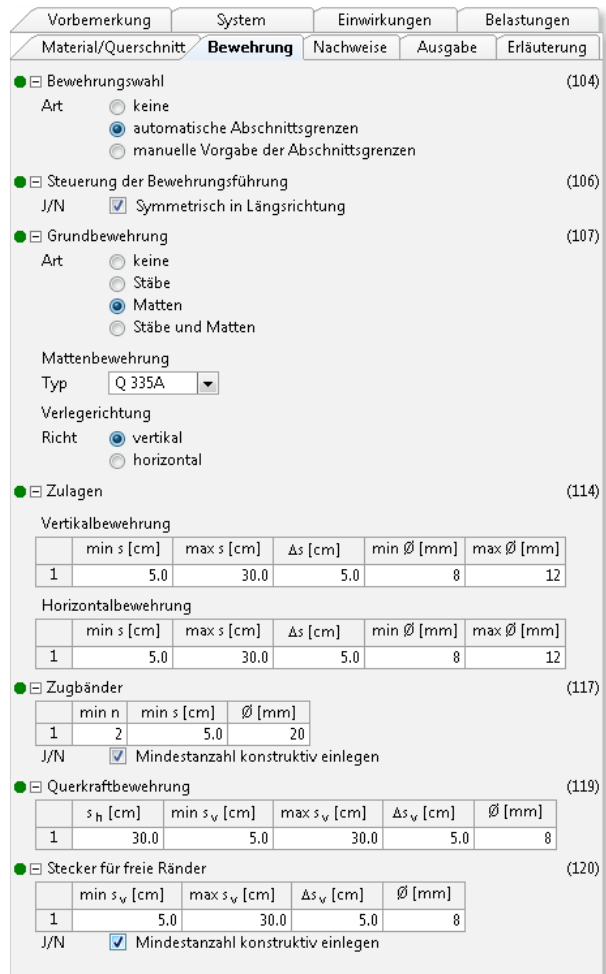 Vorbemerkung System Einwirkungen Belastungen
Material/Querschnitt Bewehrung Nachweise Ausgabe Erläuterung
Bewehrungswahl (104)
Art keine
automatische Abschnittsgrenzen
manuelle Vorgabe der Abschnittsgrenzen
Steuerung der Bewehrungsführung (106)
J/N Symmetrisch in Längsrichtung
Grundbewehrung (107)
Art keine
Stäbe
Matten
Stäbe und Matten
Mattenbewehrung
Typ Q 335A
Verlegerichtung
Richt vertikal
horizontal
Zulagen (114)
Vertikalbewehrung
min s [cm] max s [cm] Δs [cm] min Ø [mm] max Ø [mm]
1 5.0 30.0 5.0 8 12
Horizontalbewehrung
min s [cm] max s [cm] Δs [cm] min Ø [mm] max Ø [mm]
1 5.0 30.0 5.0 8 12
Zugbänder (117)
min n min s [cm] Ø [mm]
1 2 5.0 20
J/N Mindestanzahl konstruktiv einlegen
Querkraftbewehrung (119)
s h [cm] min s v [cm] max s v [cm] Δs v [cm] Ø [mm]
1 30.0 5.0 30.0 5.0 8
Stecker für freie Ränder (120)
min s v [cm] max s v [cm] Δs v [cm] Ø [mm]
1 5.0 30.0 5.0 8
J/N Mindestanzahl konstruktiv einlegen